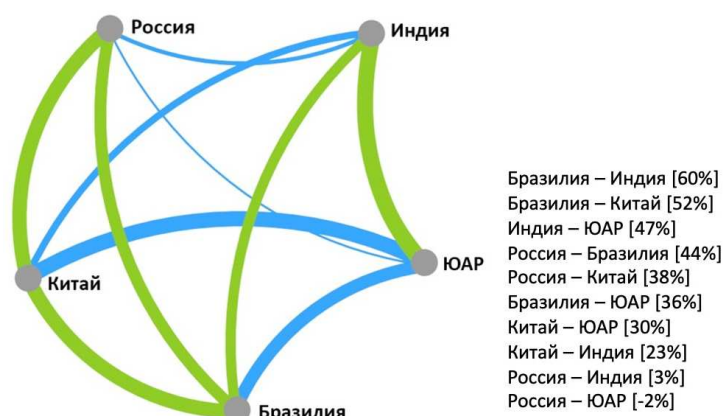 Россия
Индия
Китай
ЮАР
Бразилия
Бразилия – Индия [60%]
Бразилия – Китай [52%]
Индия – ЮАР [47%]
Россия – Бразилия [44%]
Россия – Китай [38%]
Бразилия – ЮАР [36%]
Китай – ЮАР [30%]
Китай – Индия [23%]
Россия – Индия [3%]
Россия – ЮАР [-2%]